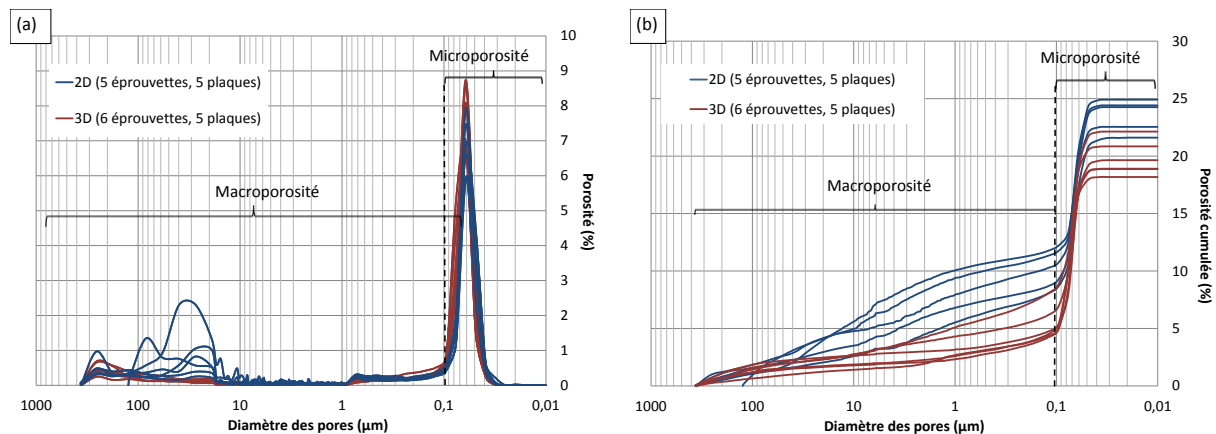 (a)
10
9
8
7
6
5
4
3
2
1
0
Porosité
(%)
Microporosité
2D (5 éprouvettes, 5 plaques)
3D (6 éprouvettes, 5 plaques)
Macroporosité
1000
100
10
1
0,1
0,01
Diamètre des pores (µm)
(b)
30
25
20
15
10
5
0
Porosité cumulée
(%)
Microporosité
2D (5 éprouvettes, 5 plaques)
3D (6 éprouvettes, 5 plaques)
Macroporosité
1000
100
10
1
0,1
0,01
Diamètre des pores (µm)